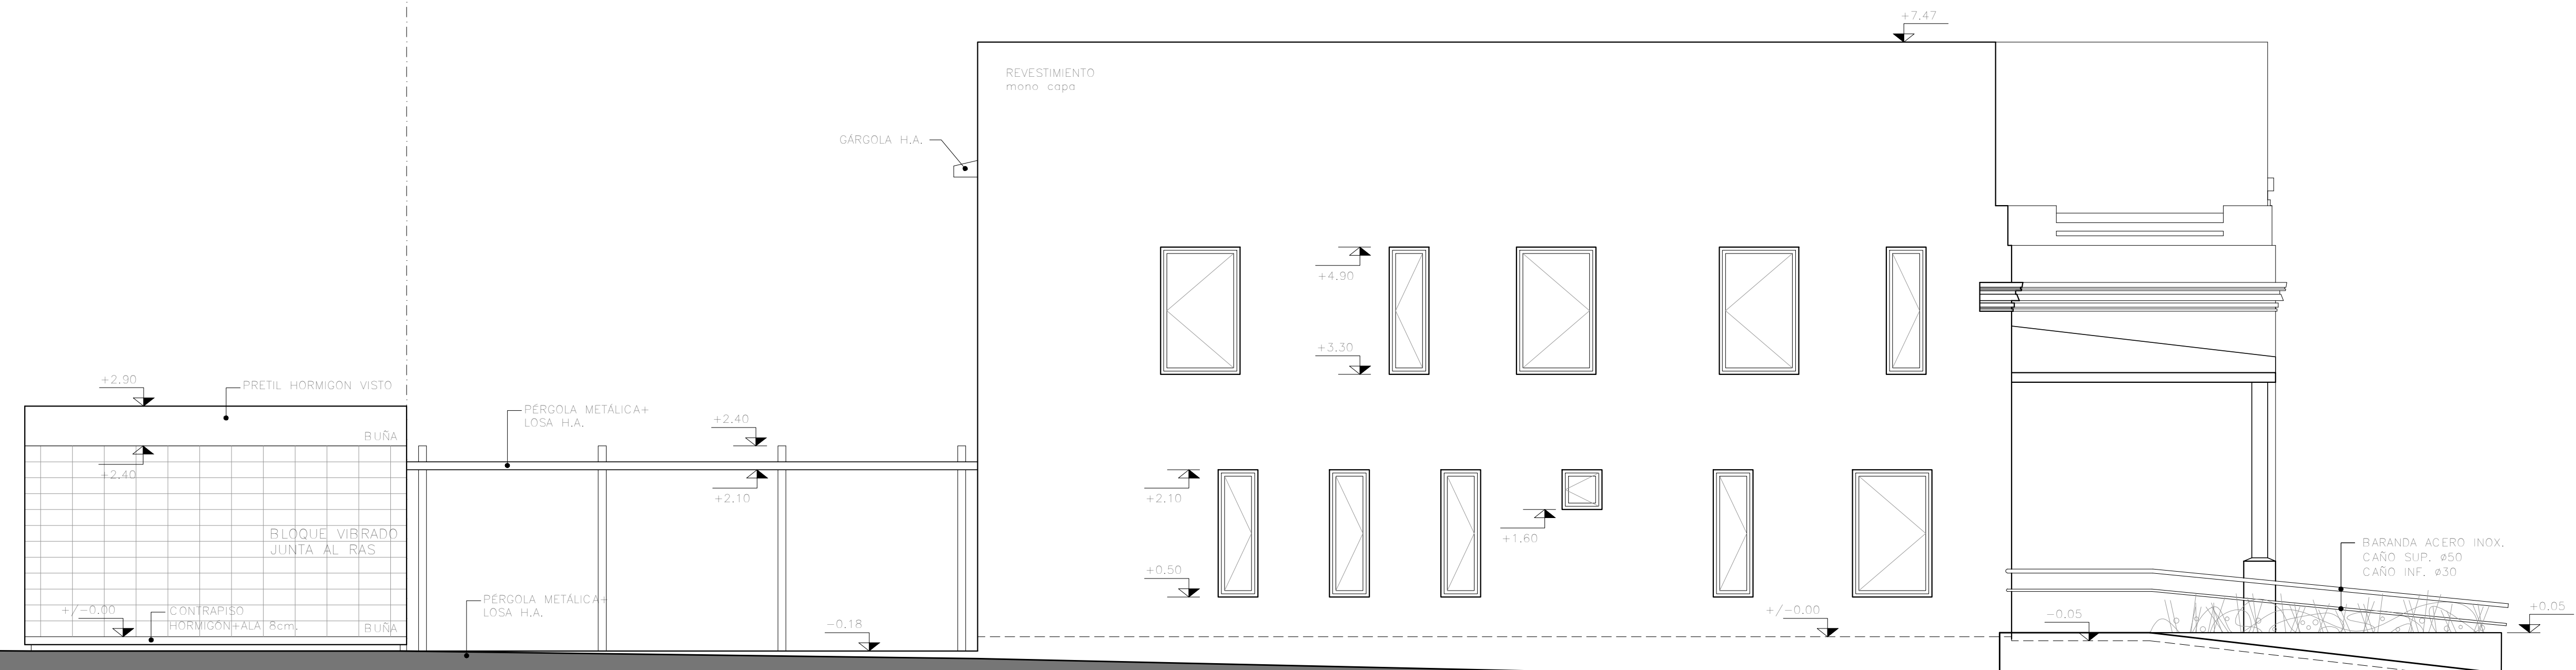 +7.47
REVESTIMIENTO
mono capa
GÁRGOLA H.A.
+4.90
+3.30
+2.90
PRETIL HORMIGON VISTO
PÉRGOLA METÁLICA+
LOSA H.A.
+2.40
BUÑA
+2.40
+2.10
+2.10
BLOQUE VIBRADO
JUNTA AL RAS
+1.60
BARANDA ACERO INOX.
CAÑO SUP. ø50
CAÑO INF. ø30
+0.50
PÉRGOLA METÁLICA+
LOSA H.A.
+/-0.00
CONTRAPISO
HORMIGON+ALA 8cm.
BUÑA
-0.18
+/-0.00
-0.05
+0.05